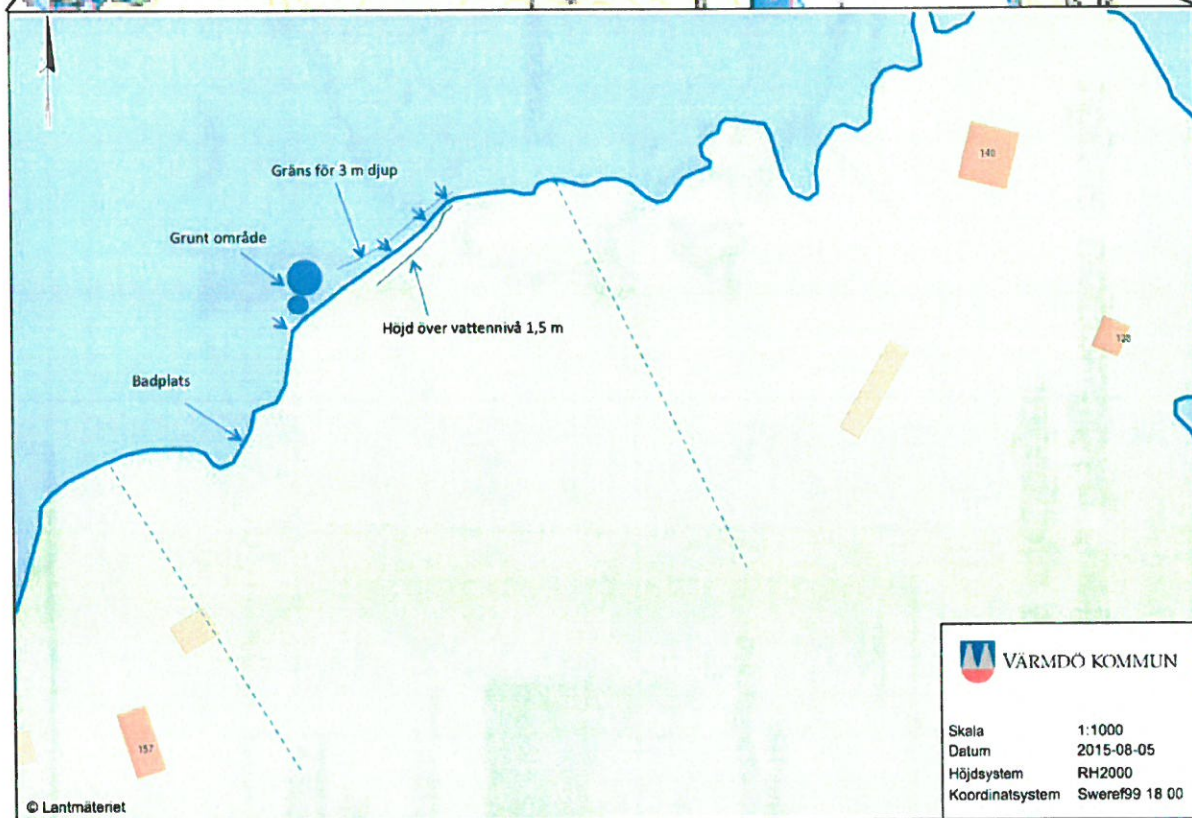 Gräns för 3 m djup
Grunt område
Höjd över vattennivå 1,5 m
Badplats
140
138
157
VÄRMDÖ KOMMUN
Skala 1:1000
Datum 2015-08-05
Höjdsystem RH2000
Koordinatsystem Sweref99 18 00
© Lantmäteriet